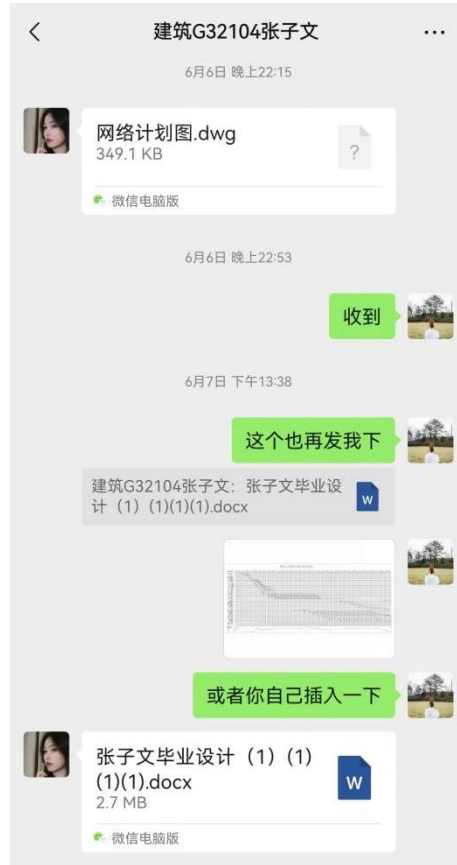 建筑G32104张子文
6月6日 晚上22:15
网络计划图.dwg
349.1 KB
?
微信电脑版
6月6日 晚上22:53
收到
6月7日 下午13:38
这个也再发我下
建筑G32104张子文：张子文毕业设
计（1）(1)(1)(1).docx
W
或者你自己插入一下
张子文毕业设计（1）(1)
(1)(1).docx
W
2.7 MB
微信电脑版